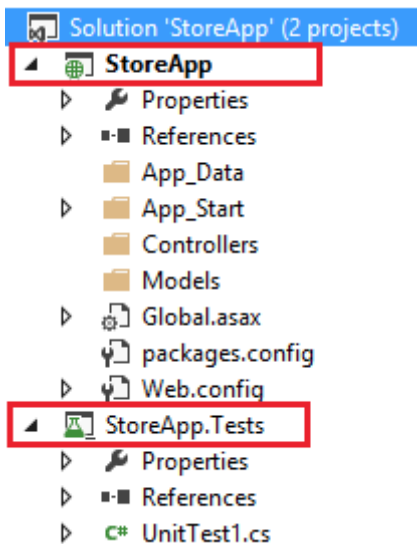 Solution 'StoreApp' (2 projects)
StoreApp
Properties
References
App_Data
App_Start
Controllers
Models
Global.asax
packages.config
Web.config
StoreApp.Tests
Properties
References
C# UnitTest1.cs